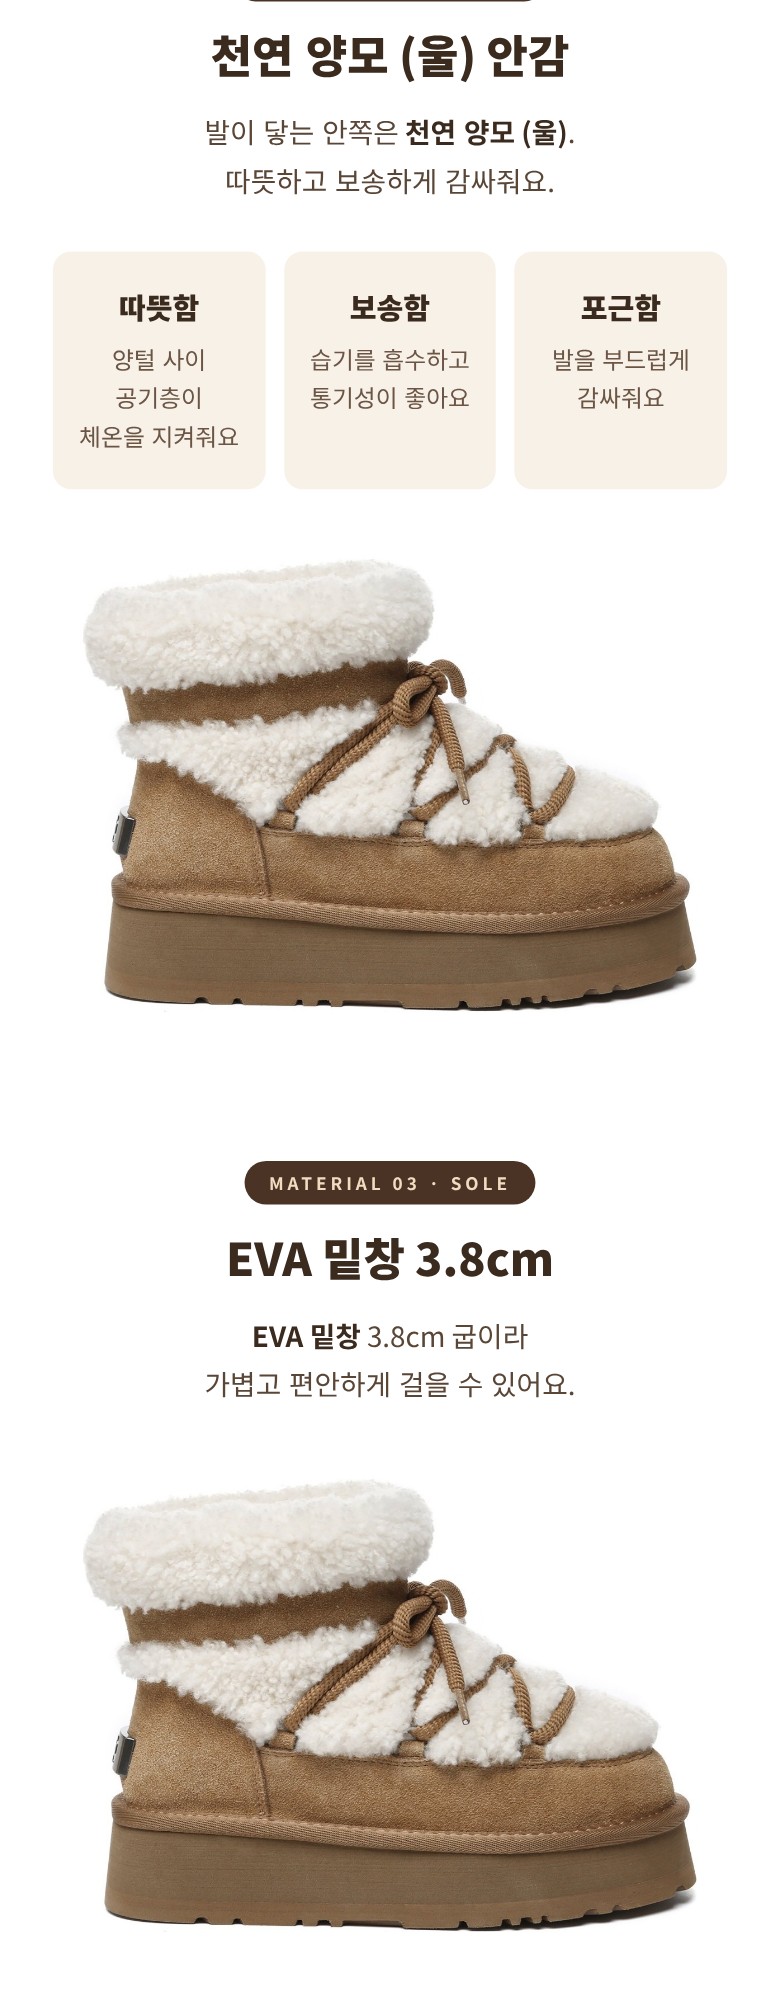 천연 양모 (울) 안감
발이 닿는 안쪽은 천연 양모 (울).
따뜻하고 보송하게 감싸줘요.
따뜻함
양털 사이
공기층이
체온을 지켜줘요
보송함
습기를 흡수하고
통기성이 좋아요
포근함
발을 부드럽게
감싸줘요
MATERIAL 03 · SOLE
EVA 밑창 3.8cm
EVA 밑창 3.8cm 굽이라
가볍고 편안하게 걸을 수 있어요.